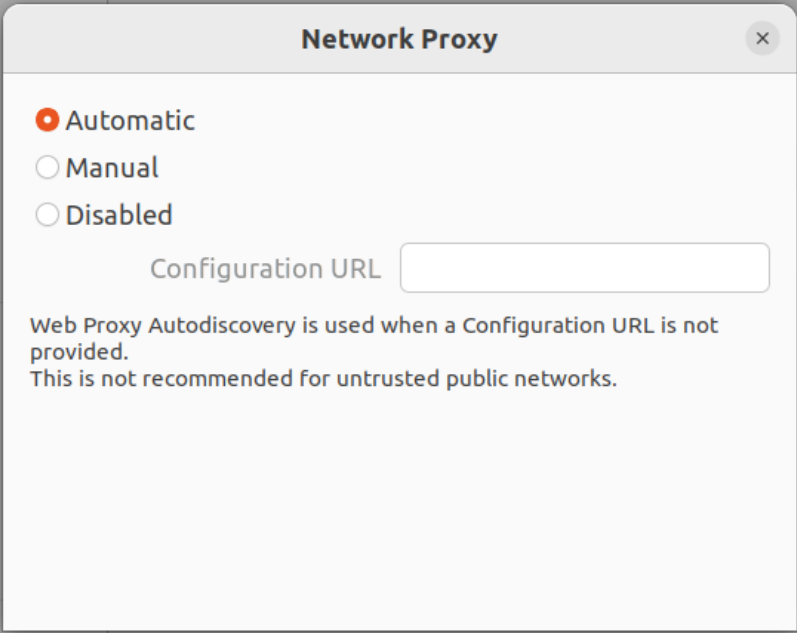 Network Proxy
Automatic
Manual
Disabled
Configuration URL
Web Proxy Autodiscovery is used when a Configuration URL is not
provided.
This is not recommended for untrusted public networks.